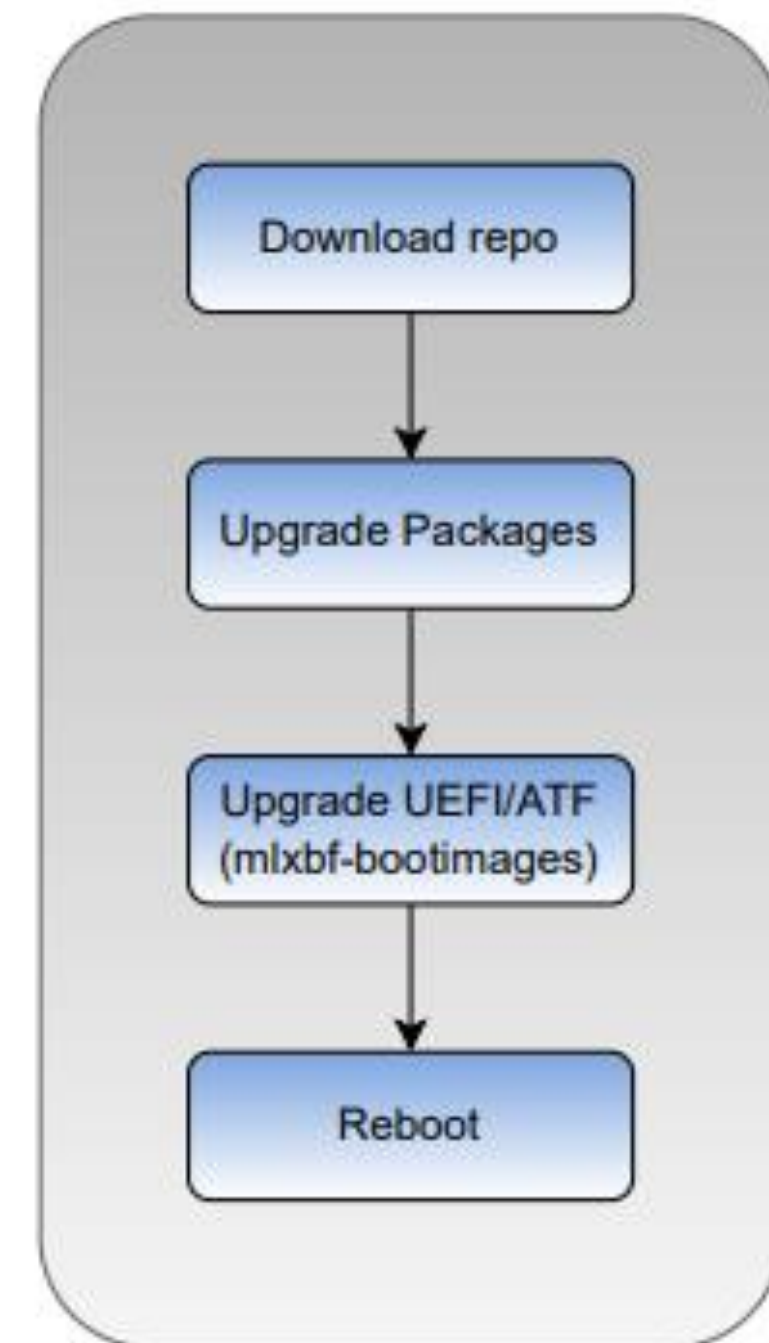 Download repo
Upgrade Packages
Upgrade UEFI/ATF
(mlxbf-bootimages)
Reboot